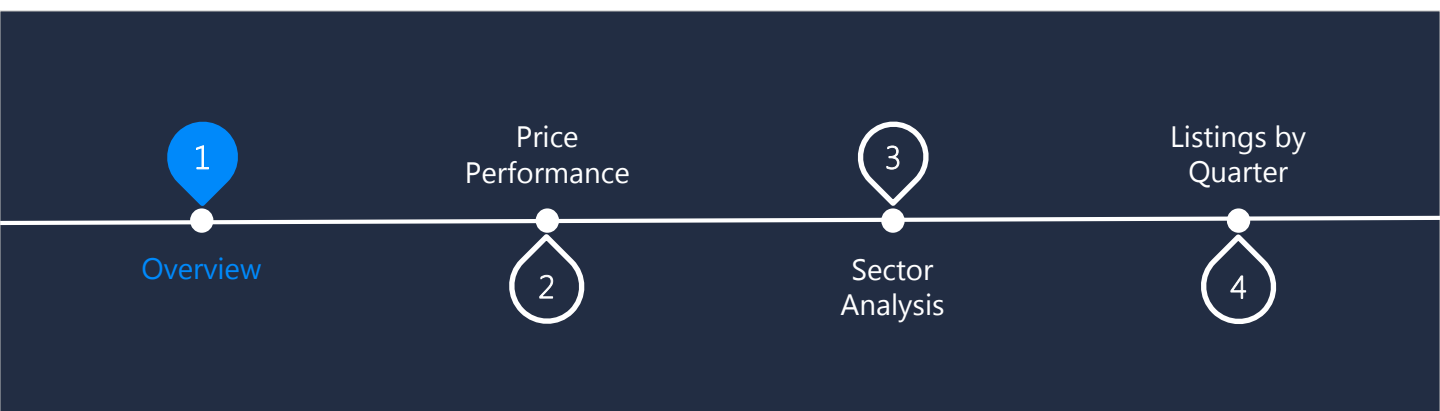 1
Overview
Price
Performance
2
3
Sector
Analysis
Listings by
Quarter
4